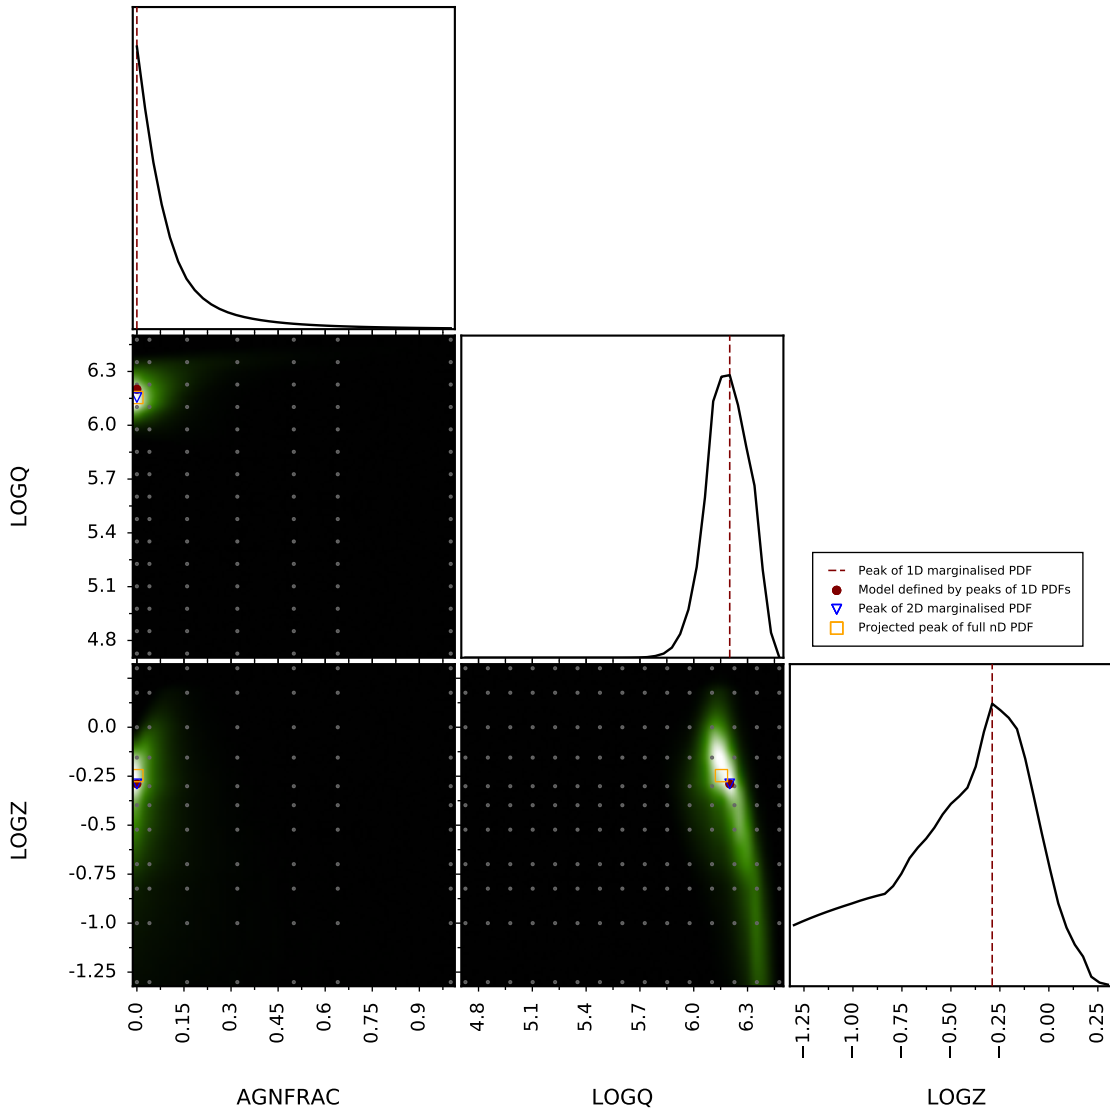 6.3
6.0
5.7
5.4
5.1
4.8
LOGQ
Peak of 1D marginalised PDF
Model defined by peaks of 1D PDFs
Peak of 2D marginalised PDF
Projected peak of full nD PDF
0.0
-0.25
-0.5
-0.75
-1.0
-1.25
LOGZ
0.0 0.15 0.3 0.45 0.6 0.75 0.9
4.8 5.1 5.4 5.7 6.0 6.3
−1.25 −1.00 −0.75 −0.50 −0.25 0.00 0.25
AGNFRAC LOGQ LOGZ